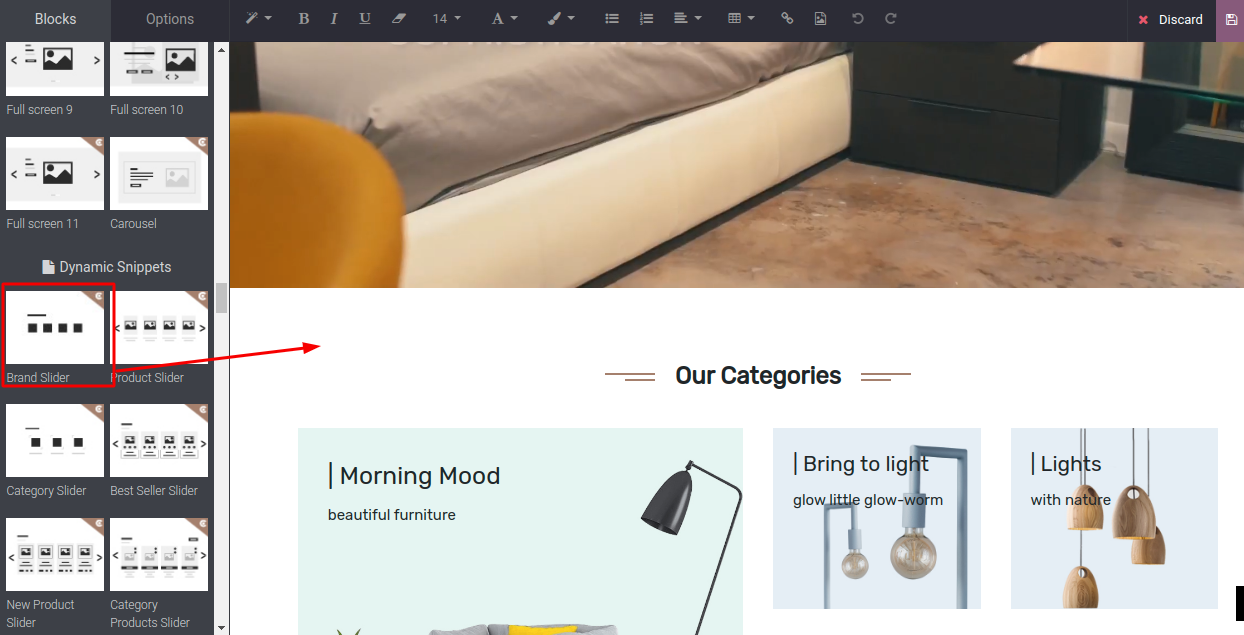 Blocks
Options
B I U 14 A
Discard
Full screen 9
Full screen 10
Full screen 11
Carousel
Dynamic Snippets
Brand Slider
Product Slider
Category Slider
Best Seller Slider
New Product
Slider
Category
Products Slider
Our Categories
| Morning Mood
beautiful furniture
| Bring to light
glow little glow-worm
| Lights
with nature